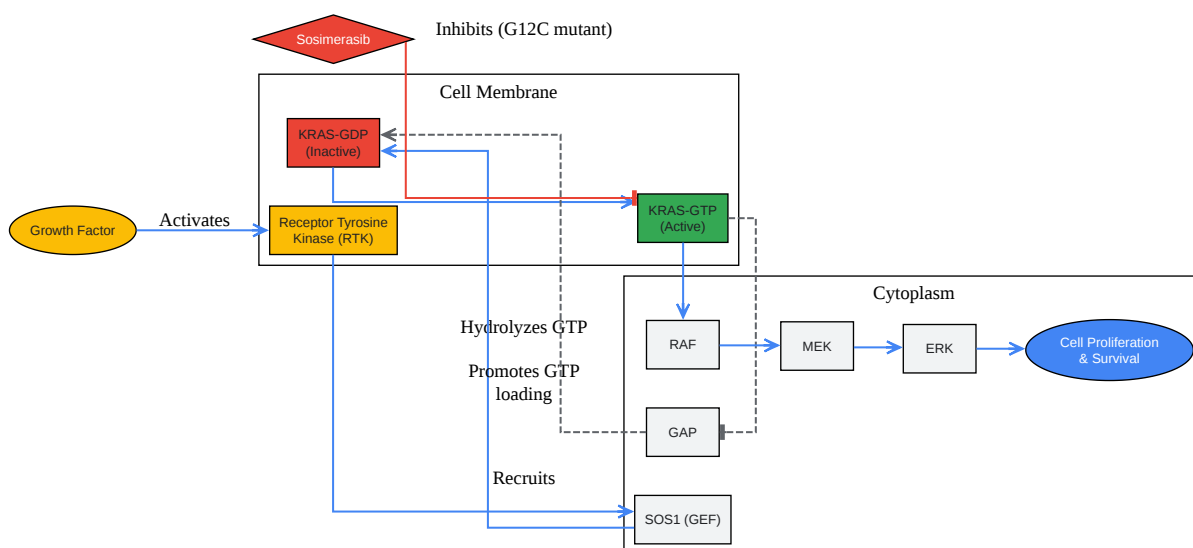 Sosimerasib
Inhibits (G12C mutant)
Cell Membrane
KRAS-GDP
(Inactive)
KRAS-GTP
(Active)
Growth Factor
Activates
Receptor Tyrosine
Kinase (RTK)
Cytoplasm
Hydrolyzes GTP
RAF
MEK
ERK
Cell Proliferation
& Survival
Promotes GTP
loading
GAP
Recruits
SOS1 (GEF)